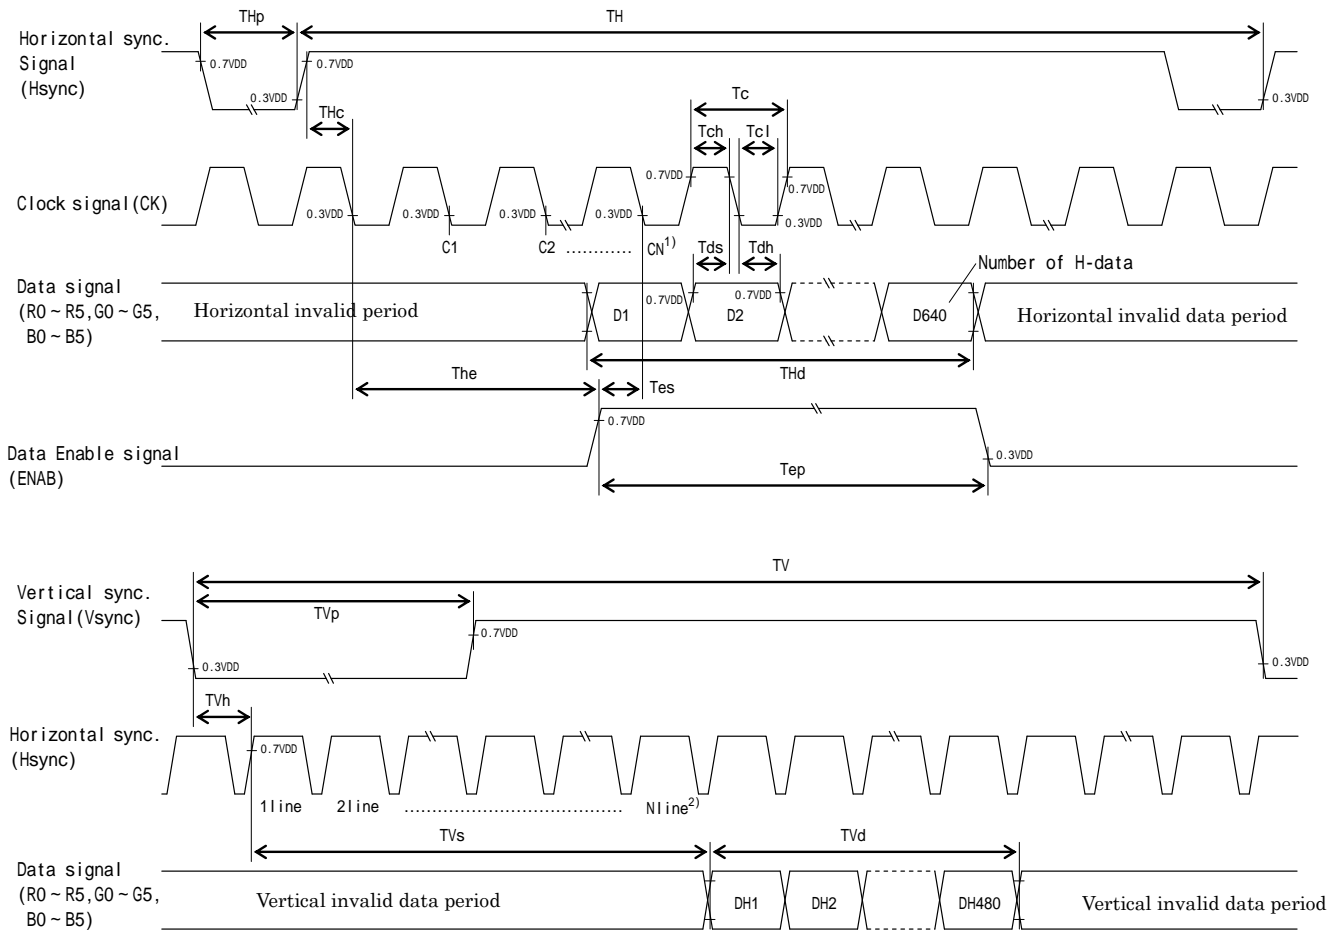 THp
TH
Horizontal sync.
Signal
(Hsync)
0.7VDD
0.3VDD
0.7VDD
0.3VDD
THc
Tc
Tch
Tcl
Clock signal(CK)
0.7VDD
0.7VDD
0.3VDD
0.3VDD
0.3VDD
0.3VDD
0.3VDD
C1
C2
............
CN1)
Tds
Tdh
Number of H-data
Data signal
(R0~R5,G0~G5,
B0~B5)
Horizontal invalid period
0.7VDD
0.7VDD
D1
D2
D640
Horizontal invalid data period
The
Tes
THd
0.7VDD
Data Enable signal
(ENAB)
0.3VDD
Tep
TV
Vertical sync.
Signal(Vsync)
TVp
0.7VDD
0.3VDD
0.3VDD
TVh
Horizontal sync.
(Hsync)
0.7VDD
1line
2line
......................................
Nline2)
TVs
TVd
Data signal
(R0~R5,G0~G5,
B0~B5)
Vertical invalid data period
DH1
DH2
DH480
Vertical invalid data period